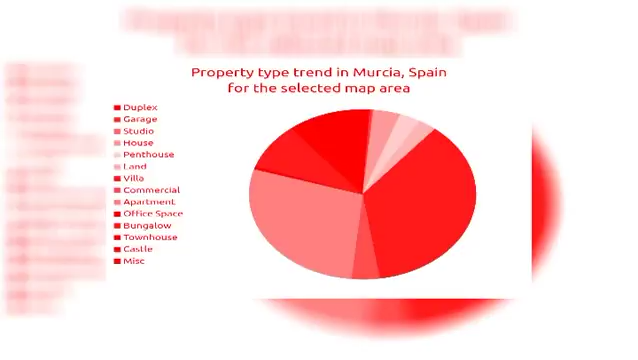 Property type trend in Murcia, Spain
for the selected map area
Duplex
Garage
Studio
House
Penthouse
Land
Villa
Commercial
Apartment
Office Space
Bungalow
Townhouse
Castle
Misc